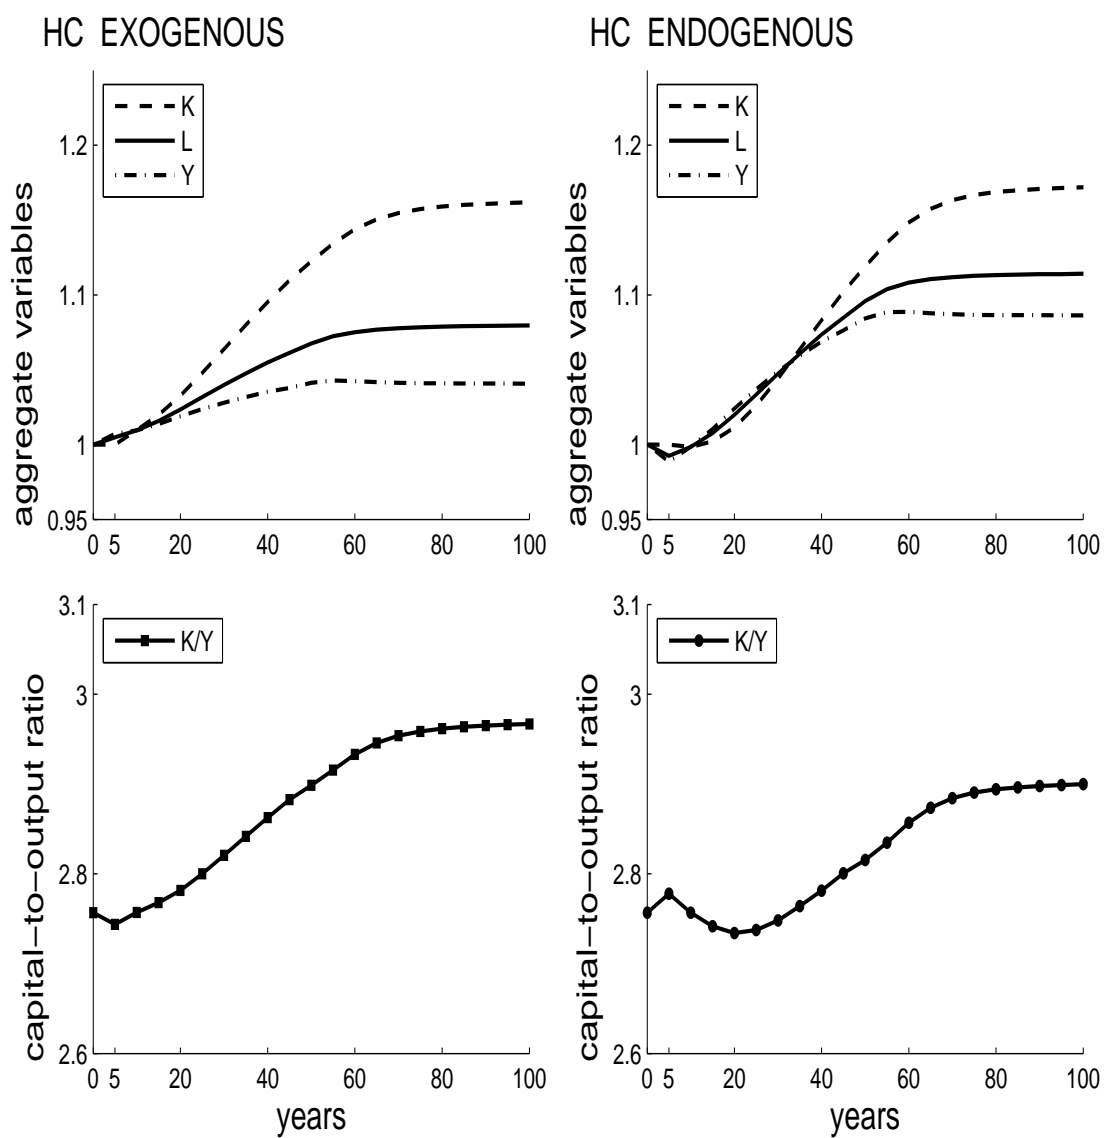 HC EXOGENOUS
K
L
Y
1.2
1.1
1
0.95
aggregate variables
0 5 20 40 60 80 100
HC ENDOGENOUS
K
L
Y
1.2
1.1
1
0.95
aggregate variables
0 5 20 40 60 80 100
3.1
3
2.8
2.6
K/Y
capital–to–output ratio
0 5 20 40 60 80 100
years
3.1
3
2.8
2.6
K/Y
capital–to–output ratio
0 5 20 40 60 80 100
years